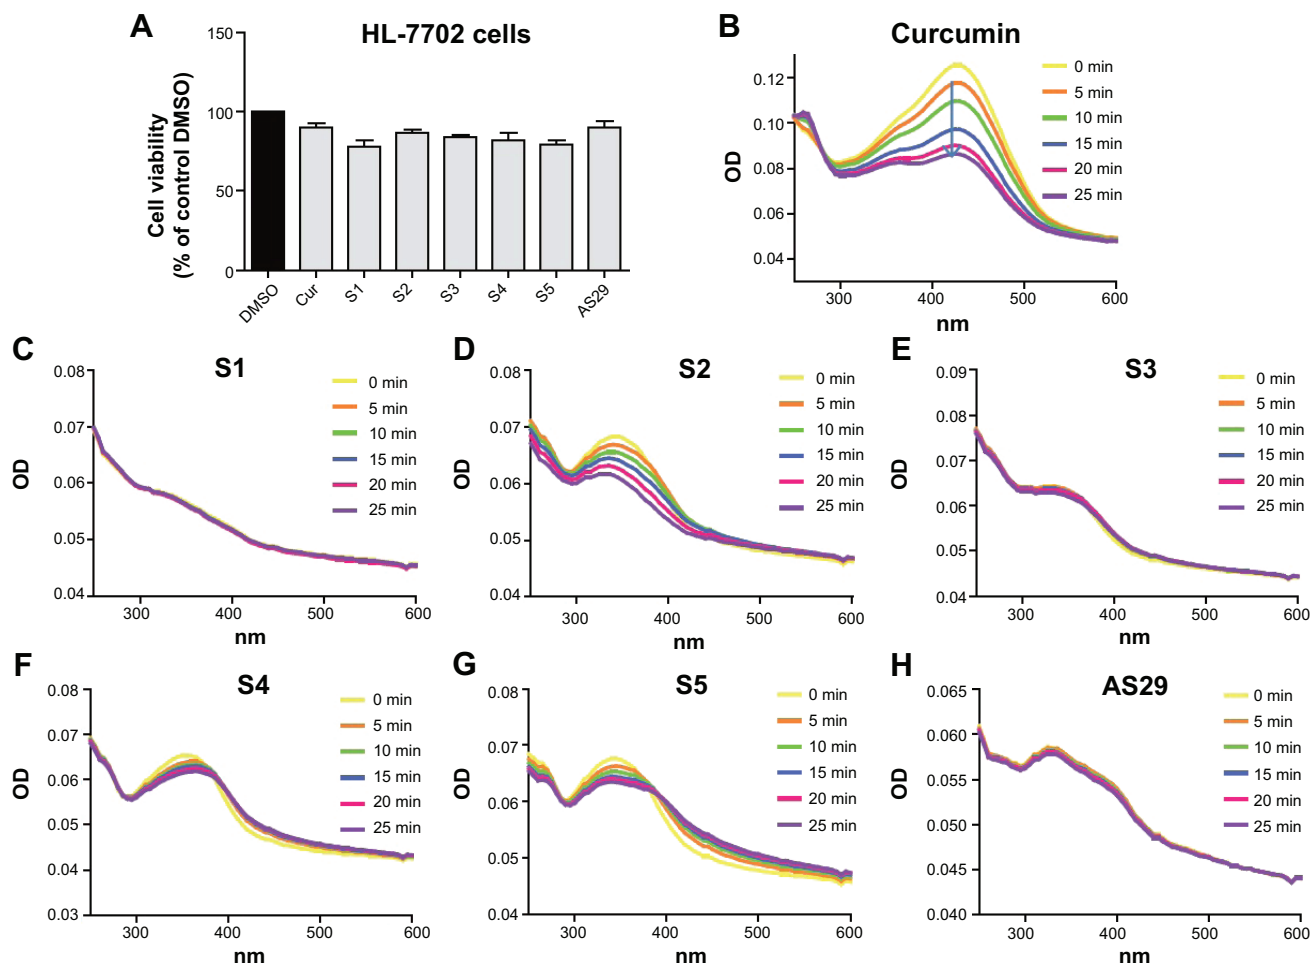 A
HL-7702 cells
Cell viability
(% of control DMSO)
150
100
50
0
DMSO
Cur
S1
S2
S3
S4
S5
AS29
B
Curcumin
OD
0.12
0.10
0.08
0.06
0.04
300
400
500
600
nm
0 min
5 min
10 min
15 min
20 min
25 min
C
S1
OD
0.08
0.07
0.06
0.05
0.04
300
400
500
600
nm
0 min
5 min
10 min
15 min
20 min
25 min
D
S2
OD
0.08
0.07
0.06
0.05
0.04
300
400
500
600
nm
0 min
5 min
10 min
15 min
20 min
25 min
E
S3
OD
0.09
0.08
0.07
0.06
0.05
0.04
300
400
500
600
nm
0 min
5 min
10 min
15 min
20 min
25 min
F
S4
OD
0.08
0.07
0.06
0.05
0.04
0.03
300
400
500
600
nm
0 min
5 min
10 min
15 min
20 min
25 min
G
S5
OD
0.08
0.07
0.06
0.05
0.04
300
400
500
600
nm
0 min
5 min
10 min
15 min
20 min
25 min
H
AS29
OD
0.065
0.060
0.055
0.050
0.045
0.040
300
400
500
600
nm
0 min
5 min
10 min
15 min
20 min
25 min